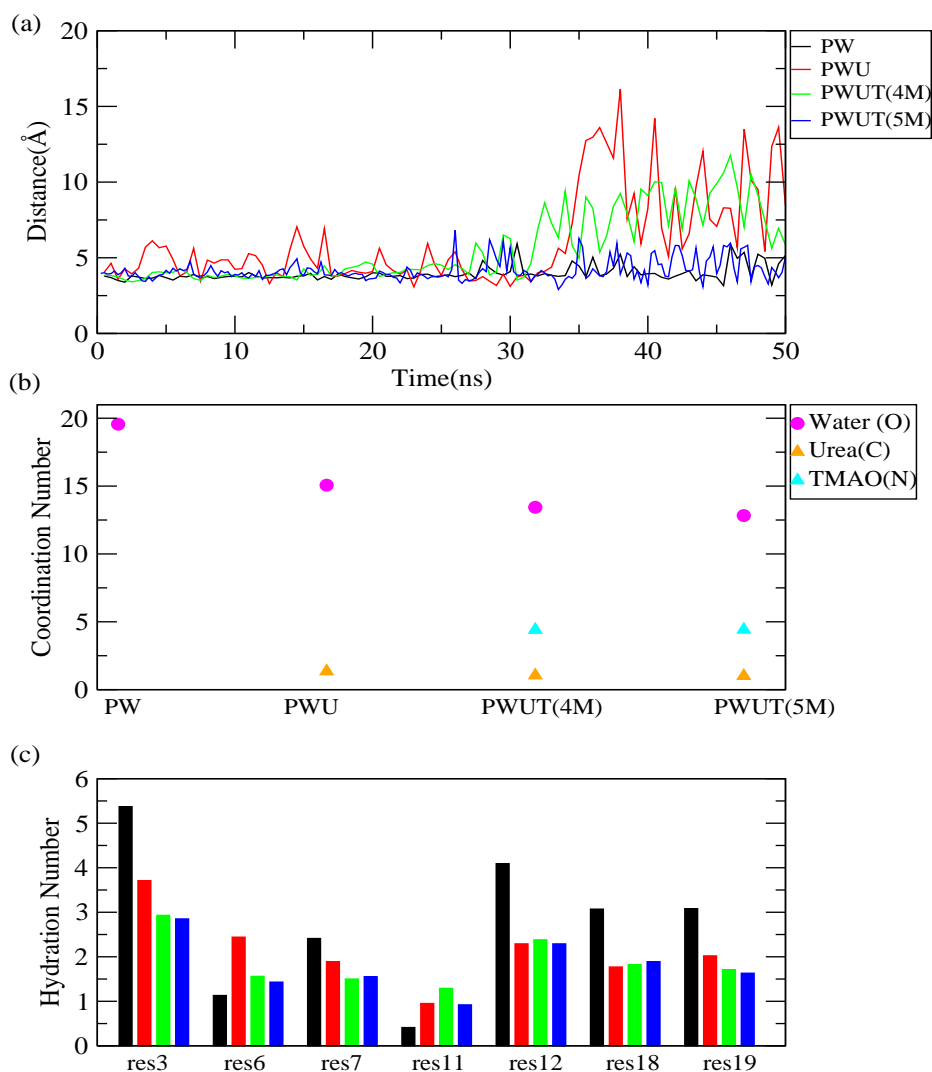 (a)
20
15
10
5
0
Distance(Å)
0 10 20 30 40 50
Time(ns)
PW
PWU
PWUT(4M)
PWUT(5M)
(b)
20
15
10
5
0
Coordination Number
PW PWU PWUT(4M) PWUT(5M)
Water (O)
Urea(C)
TMAO(N)
(c)
6
5
4
3
2
1
0
Hydration Number
res3 res6 res7 res11 res12 res18 res19